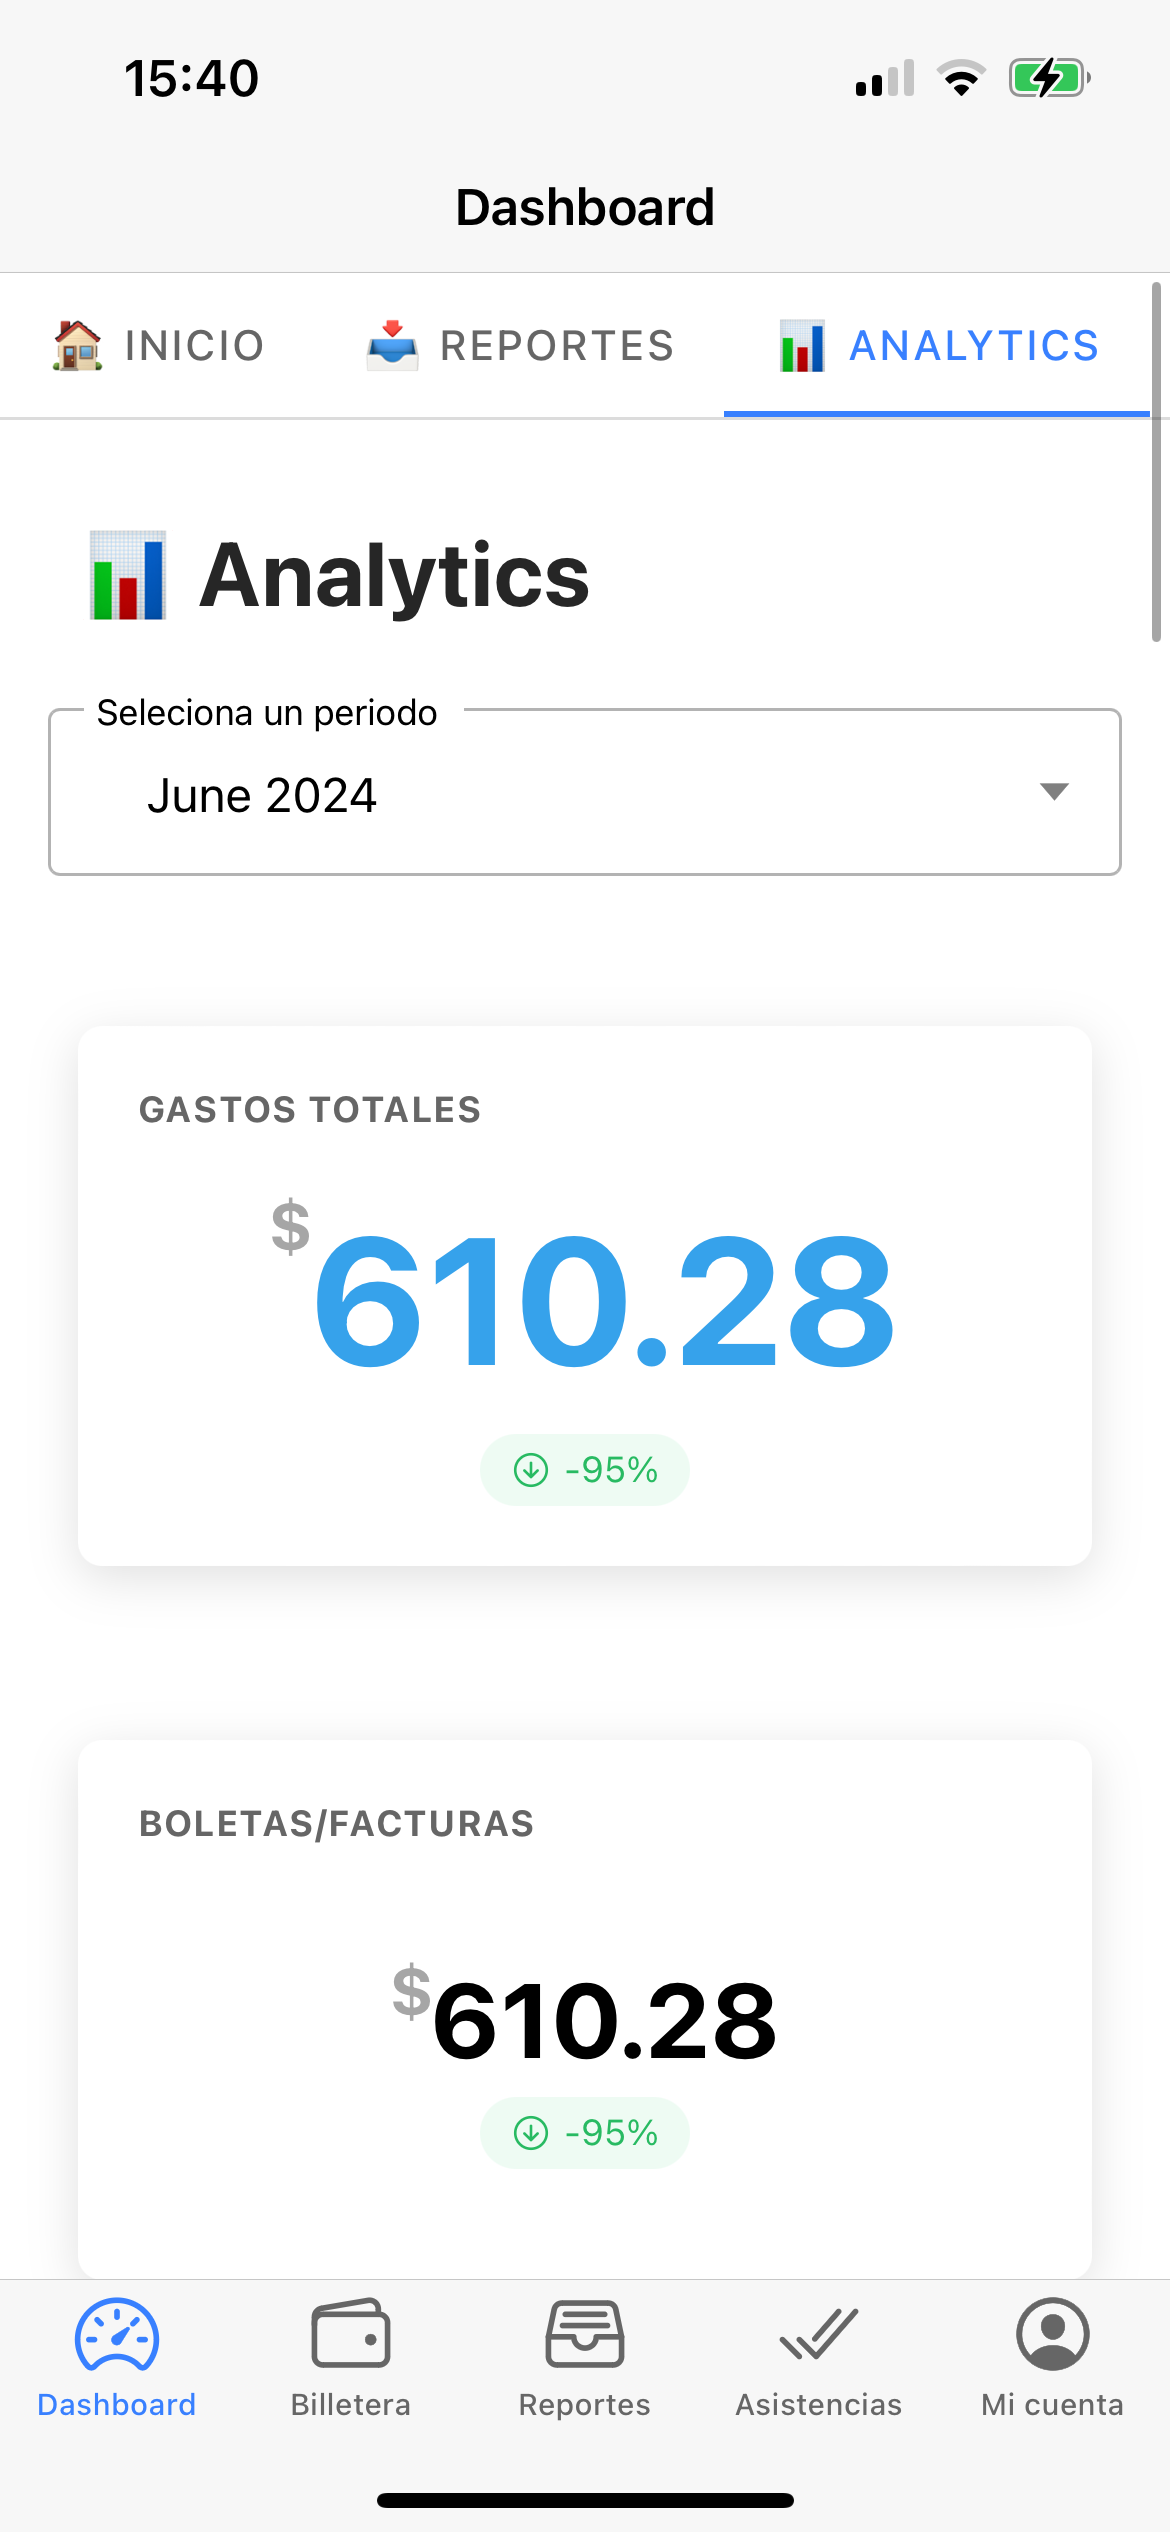 15:40
Dashboard
INICIO REPORTES ANALYTICS
Analytics
Seleciona un periodo
June 2024
GASTOS TOTALES
$610.28
-95%
BOLETAS/FACTURAS
$610.28
-95%
Dashboard Billetera Reportes Asistencias Mi cuenta